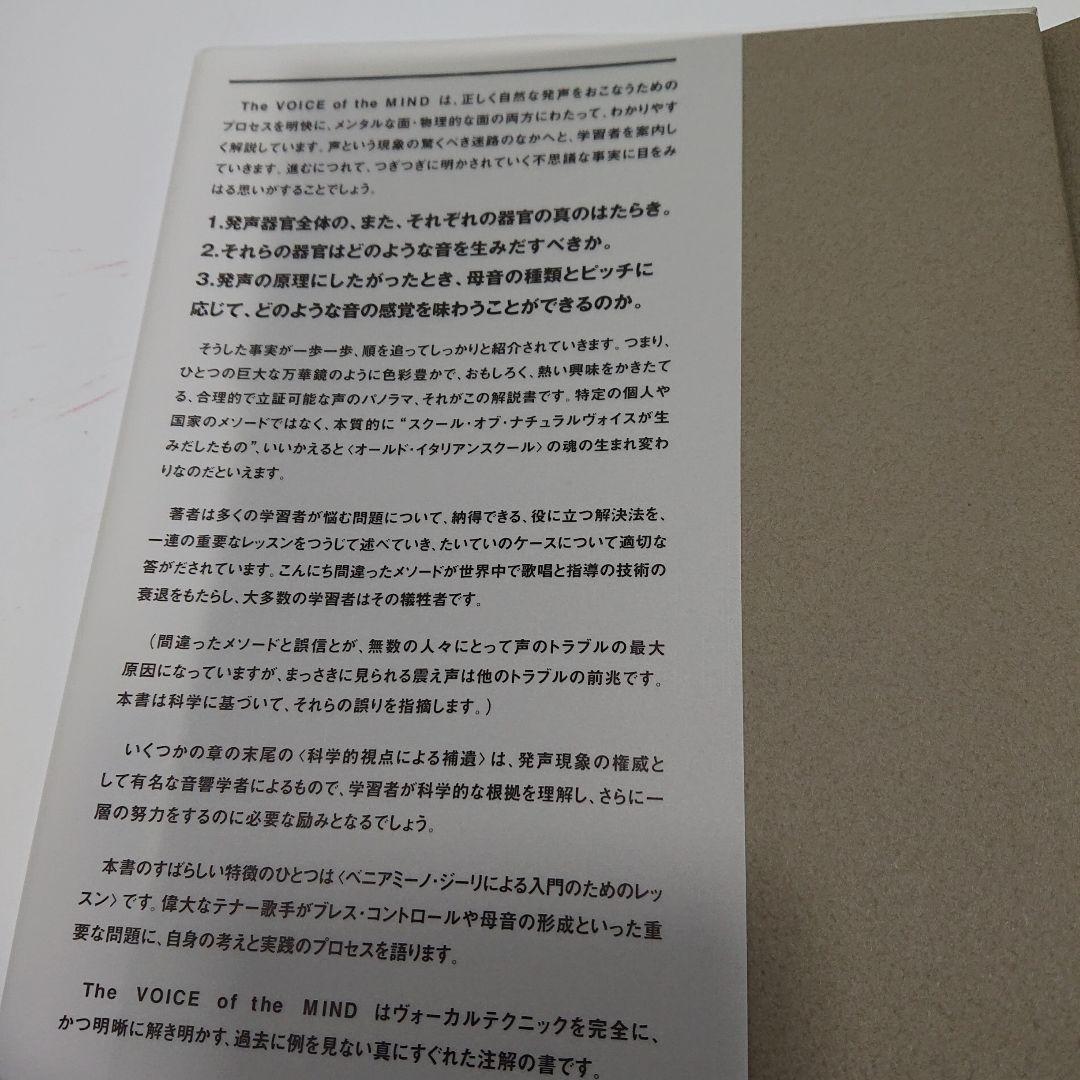 The VOICE of the MIND は、正しく自然な発声をおこなうための
プロセスを明快に、メンタルな面・物理的な面の両方にわたって、わかりやす
く解説しています。声という現象の驚くべき迷路のなかへと、学習者を案内し
ていきます。進むにつれて、つぎつぎに明かされていく不思議な事実に目をみ
はる思いがすることでしょう。
1.発声器官全体の、また、それぞれの器官の真のはたらき。
2.それらの器官はどのような音を生みだすべきか。
3.発声の原理にしたがったとき、母音の種類とピッチに
応じて、どのような音の感覚を味わうことができるのか。
そうした事実が一歩一歩、順を追ってしっかりと紹介されていきます。つまり、
ひとつの巨大な万華鏡のように色彩豊かで、おもしろく、熱い興味をかきたて
る、合理的で立証可能な声のパノラマ、それがこの解説書です。特定の個人や
国家のメソードではなく、本質的に“スクール・オブ・ナチュラルヴォイスが生
みだしたもの”、いいかえると〈オールド・イタリアンスクール〉の魂の生まれ変わ
りなのだといえます。
著者は多くの学習者が悩む問題について、納得できる、役に立つ解決法を、
一連の重要なレッスンをつうじて述べていき、たいていのケースについて適切な
答がだされています。こんにち間違ったメソードが世界中で歌唱と指導の技術の
衰退をもたらし、大多数の学習者はその犠牲者です。
(間違ったメソードと誤信とが、無数の人々にとって声のトラブルの最大
原因になっていますが、まっさきに見られる震え声は他のトラブルの前兆です。
本書は科学に基づいて、それらの誤りを指摘します。)
いくつかの章の末尾の〈科学的視点による補遺〉は、発声現象の権威と
して有名な音響学者によるもので、学習者が科学的な根拠を理解し、さらに一
層の努力をするのに必要な励みとなるでしょう。
本書のすばらしい特徴のひとつは〈ベニアミーノ・ジーリによる入門のためのレッ
スン〉です。偉大なテナー歌手がブレス・コントロールや母音の形成といった重
要な問題に、自身の考えと実践のプロセスを語ります。
The VOICE of the MIND はヴォーカルテクニックを完全に、
かつ明晰に解き明かす、過去に例を見ない真にすぐれた注解の書です。